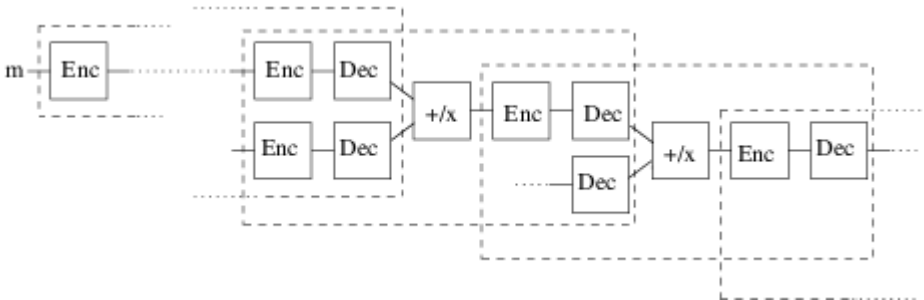 m Enc Enc Dec
+/x Enc Dec
Enc Dec +/x Enc Dec
Dec